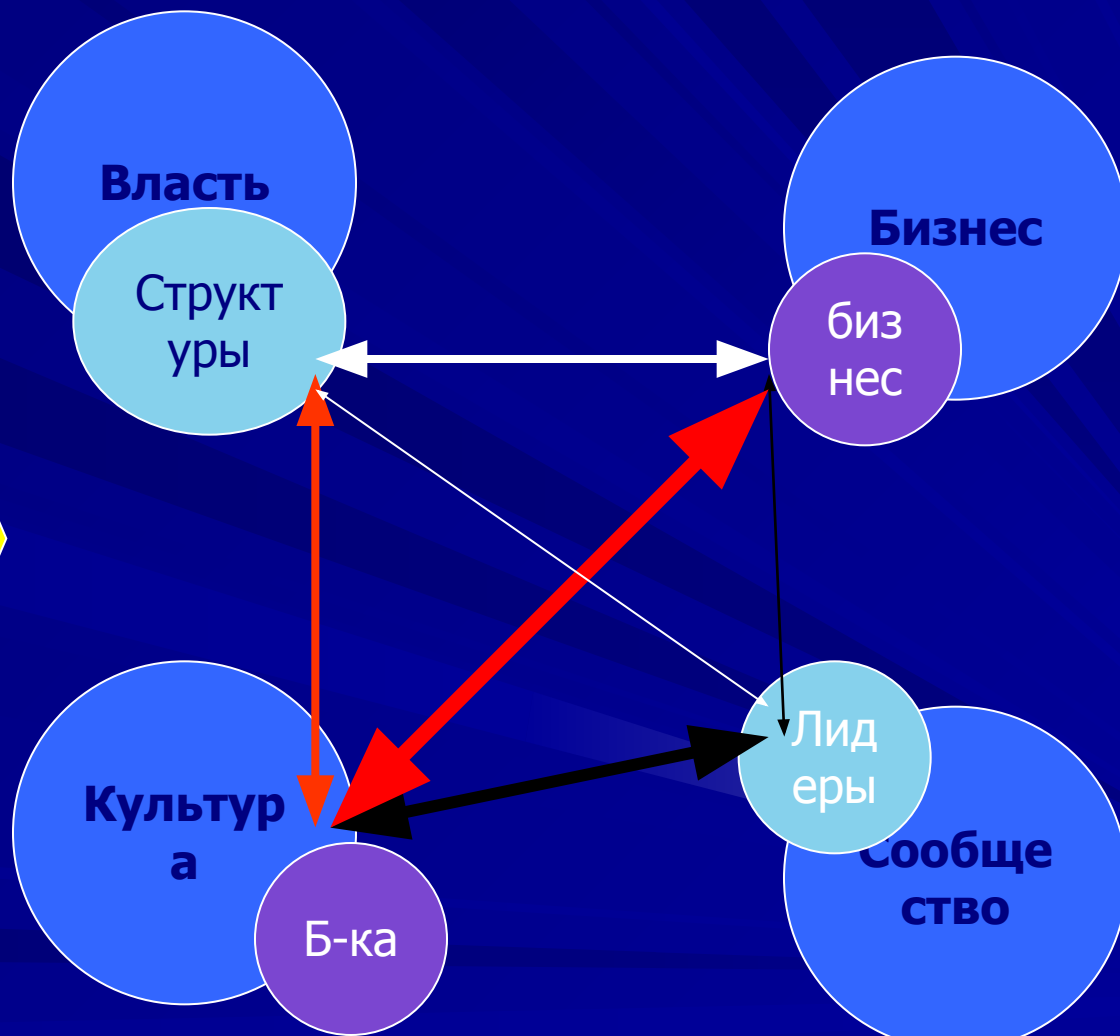 Власть
Структ
уры
Бизнес
биз
нес
Культур
а
Б-ка
Лид
еры
Сообще
ство